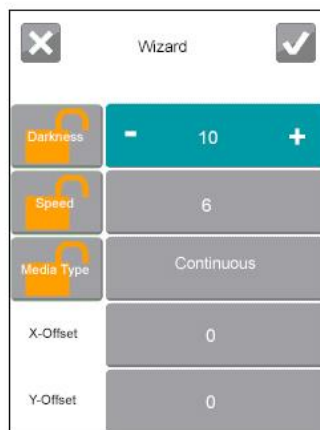 Wizard
Darkness - 10 +
Speed 6
Media Type Continuous
X-Offset 0
Y-Offset 0